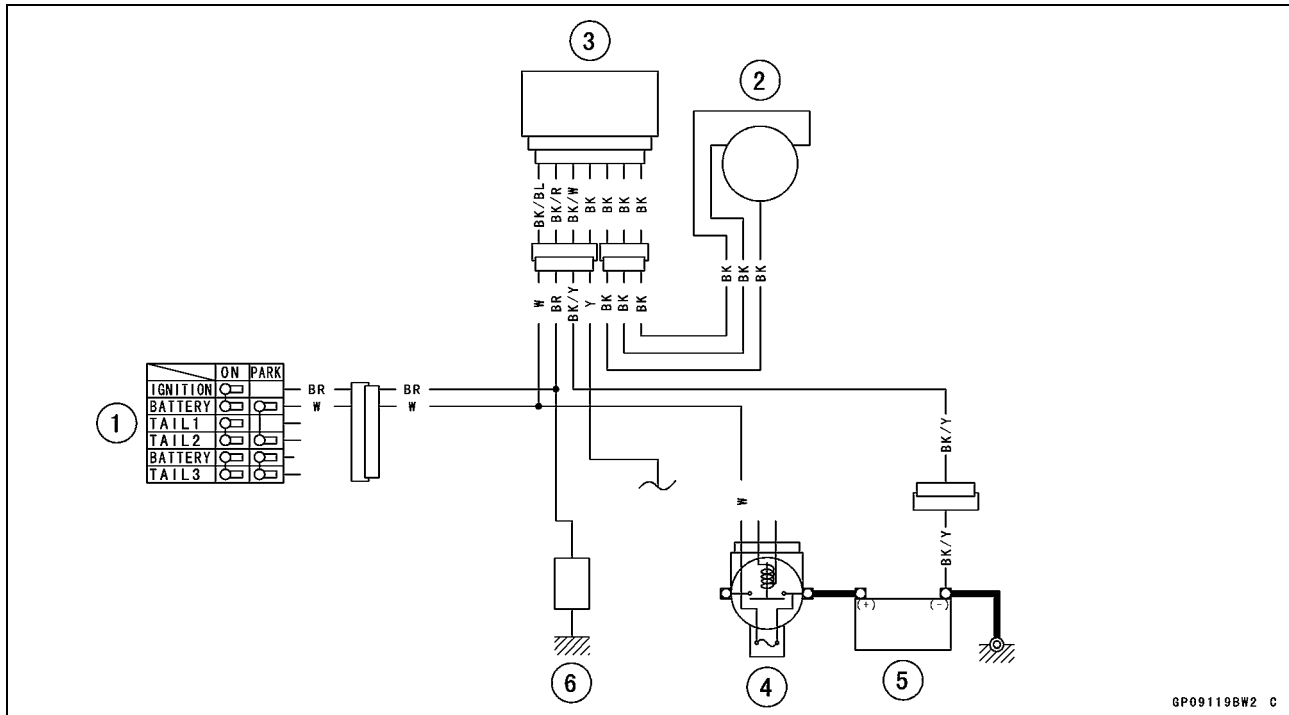 3
2
BK/BL
BK/R
BK/W
BK
BK
BK
BK
W
BR
BK/Y
Y
BK
BK
BK
BK
BK
BK
ON PARK
IGNITION
BATTERY
TAIL1
TAIL2
BATTERY
TAIL3
1
BR
W
BR
W
W
BK/Y
BK/Y
(+) (-)
6
4
5
GP09119BW2 C